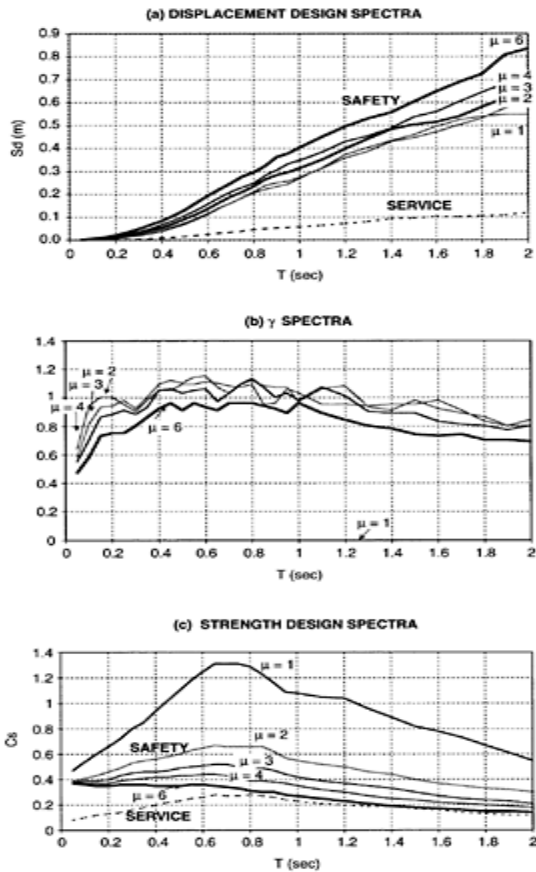 (a) DISPLACEMENT DESIGN SPECTRA
0.9
0.8
0.7
0.6
0.5
0.4
0.3
0.2
0.1
0.0
Sd (m)
μ = 6
μ = 4
μ = 3
μ = 2
μ = 1
SAFETY
SERVICE
0 0.2 0.4 0.6 0.8 1 1.2 1.4 1.6 1.8 2
T (sec)
(b) γ SPECTRA
1.4
1.2
1
0.8
0.6
0.4
0.2
0
μ = 2
μ = 3
μ = 4
μ = 6
μ = 1
0 0.2 0.4 0.6 0.8 1 1.2 1.4 1.6 1.8 2
T (sec)
(c) STRENGTH DESIGN SPECTRA
1.4
1.2
1
0.8
0.6
0.4
0.2
0
Cs
μ = 1
μ = 2
μ = 3
μ = 4
μ=6
SAFETY
SERVICE
0 0.2 0.4 0.6 0.8 1 1.2 1.4 1.6 1.8 2
T (sec)